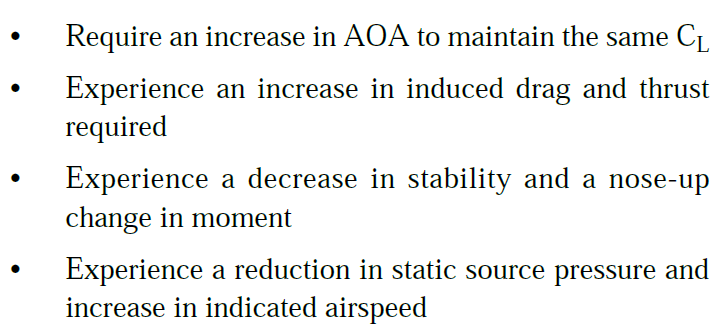 • Require an increase in AOA to maintain the same CL
• Experience an increase in induced drag and thrust
required
• Experience a decrease in stability and a nose-up
change in moment
• Experience a reduction in static source pressure and
increase in indicated airspeed